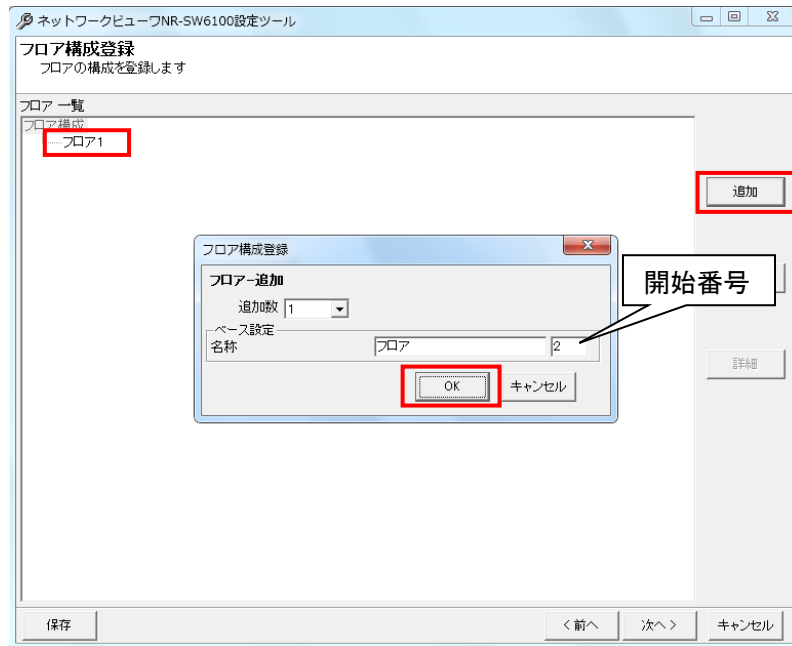 ネットワークビューワNR-SW6100設定ツール
フロア構成登録
フロアの構成を登録します
フロア 一覧
フロア構成
フロア1
追加
フロア構成登録
フロアー追加
追加数 1
ベース設定
名称 フロア 2
開始番号
OK キャンセル
詳細
保存 < 前へ 次へ > キャンセル